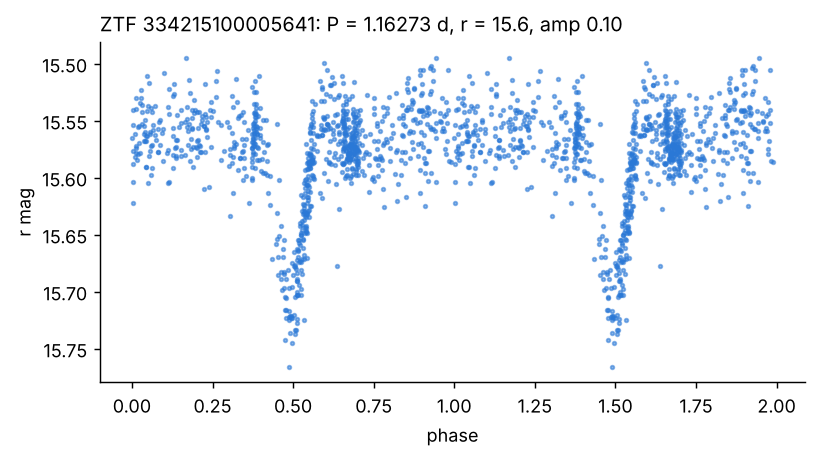 ZTF 334215100005641: P = 1.16273 d, r = 15.6, amp 0.10
15.50
15.55
15.60
15.65
15.70
15.75
r mag
0.00 0.25 0.50 0.75 1.00 1.25 1.50 1.75 2.00
phase